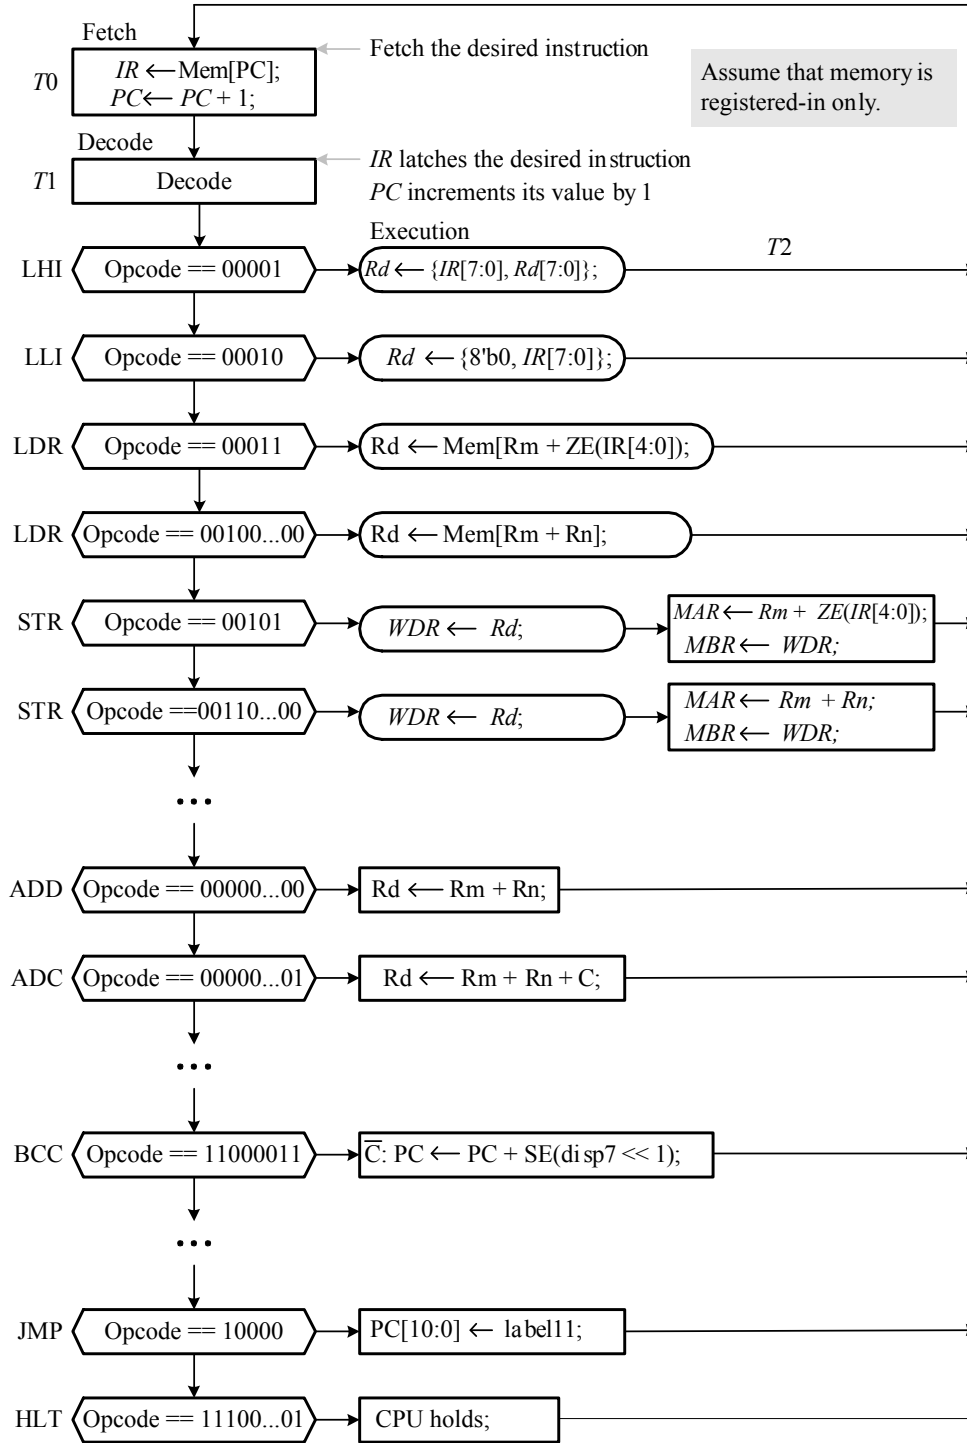 Fetch
Fetch the desired instruction
T0
IR ← Mem[PC];
PC ← PC + 1;
Assume that memory is
registered-in only.
Decode
T1
Decode
IR latches the desired instruction
PC increments its value by 1
Execution
T2
LHI
Opcode == 00001
Rd ← {IR[7:0], Rd[7:0]};
LLI
Opcode == 00010
Rd ← {8'b0, IR[7:0]};
LDR
Opcode == 00011
Rd ← Mem[Rm + ZE(IR[4:0]);
LDR
Opcode == 00100...00
Rd ← Mem[Rm + Rn];
STR
Opcode == 00101
WDR ← Rd;
MAR ← Rm + ZE(IR[4:0]);
MBR ← WDR;
STR
Opcode ==00110...00
WDR ← Rd;
MAR ← Rm + Rn;
MBR ← WDR;
•••
ADD
Opcode == 00000...00
Rd ← Rm + Rn;
ADC
Opcode == 00000...01
Rd ← Rm + Rn + C;
•••
BCC
Opcode == 11000011
C̅: PC ← PC + SE(disp7 << 1);
•••
JMP
Opcode == 10000
PC[10:0] ← label11;
HLT
Opcode == 11100...01
CPU holds;